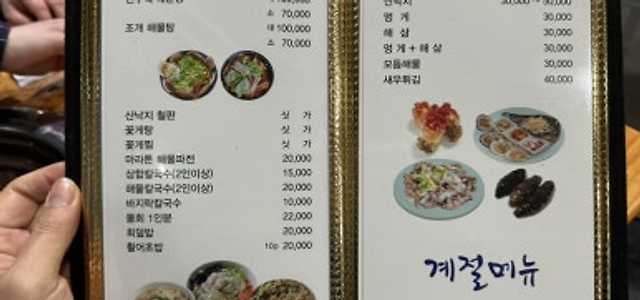 소 70,000
조개 해물탕 대 100,000
소 70,000
산낙지 철판 싯 가
꽃게탕 싯 가
꽃게찜 싯 가
마라톤 해물파전 20,000
삼합칼국수(2인이상) 15,000
해물칼국수(2인이상) 20,000
바지락칼국수 10,000
물회 1인분 22,000
회덮밥 20,000
활어초밥 10p 20,000
멍 게 30,000
해 삼 30,000
멍게 + 해 삼 30,000
모듬해물 30,000
새우튀김 40,000
계절메뉴